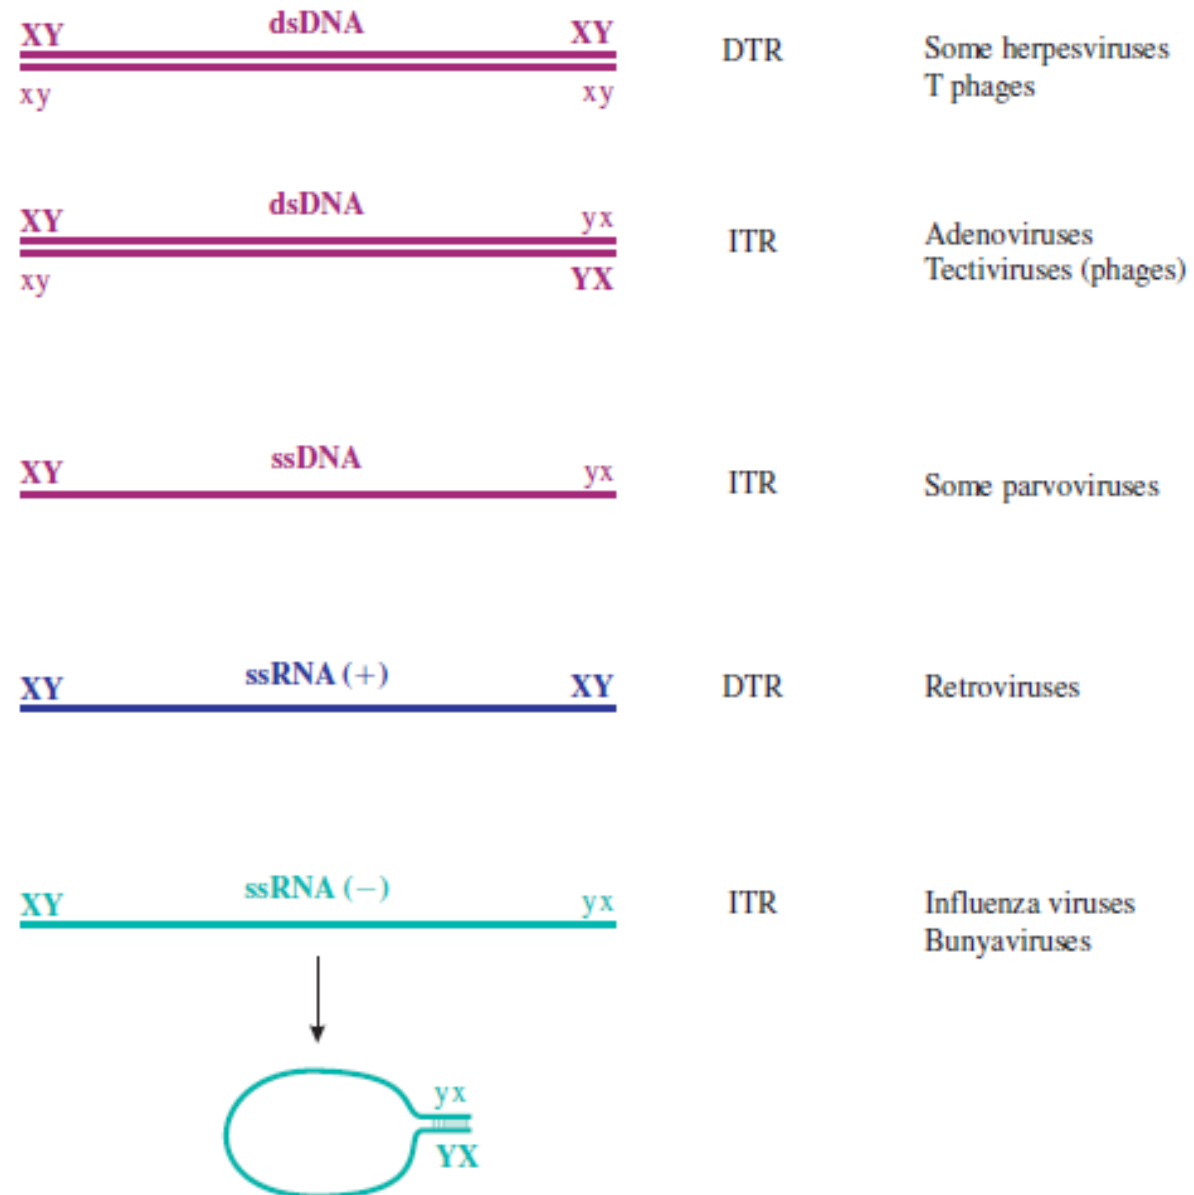 XY dsDNA XY DTR Some herpesviruses
xy xy T phages
XY dsDNA yx ITR Adenoviruses
xy YX Tectiviruses (phages)
XY ssDNA yx ITR Some parvoviruses
XY ssRNA (+) XY DTR Retroviruses
XY ssRNA (−) yx ITR Influenza viruses
Bunyaviruses
yx
YX